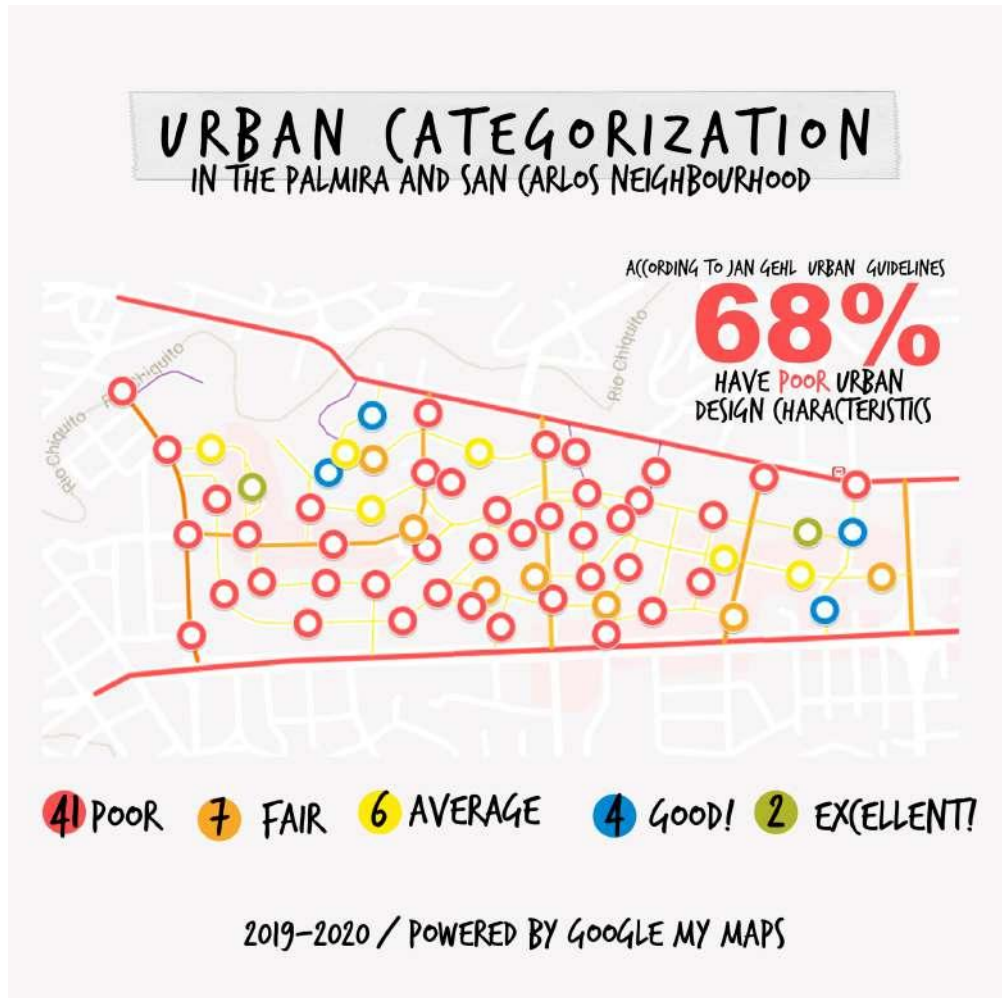 URBAN CATEGORIZATION
IN THE PALMIRA AND SAN CARLOS NEIGHBOURHOOD
ACCORDING TO JAN GEHL URBAN GUIDELINES
68%
HAVE POOR URBAN
DESIGN CHARACTERISTICS
Rio Chiquito
Rio Chiquito
41 POOR
7 FAIR
6 AVERAGE
4 GOOD!
2 EXCELLENT!
2019-2020 / POWERED BY GOOGLE MY MAPS